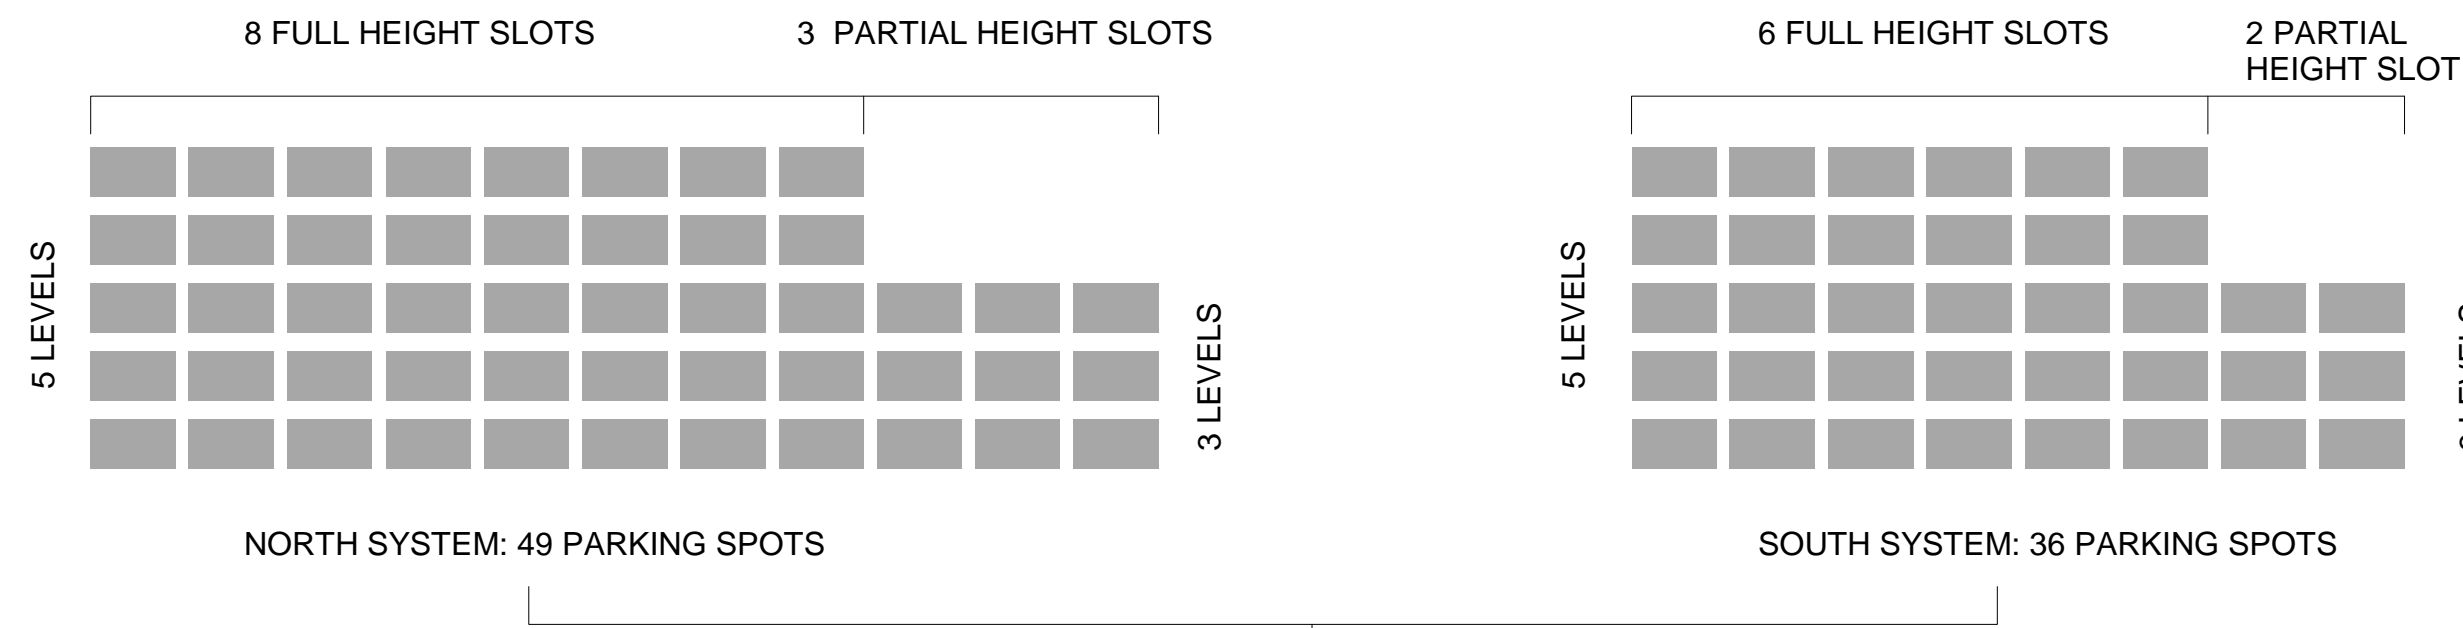 8 FULL HEIGHT SLOTS
3 PARTIAL HEIGHT SLOTS
6 FULL HEIGHT SLOTS
2 PARTIAL
HEIGHT SLOT
5 LEVELS
3 LEVELS
5 LEVELS
NORTH SYSTEM: 49 PARKING SPOTS
SOUTH SYSTEM: 36 PARKING SPOTS